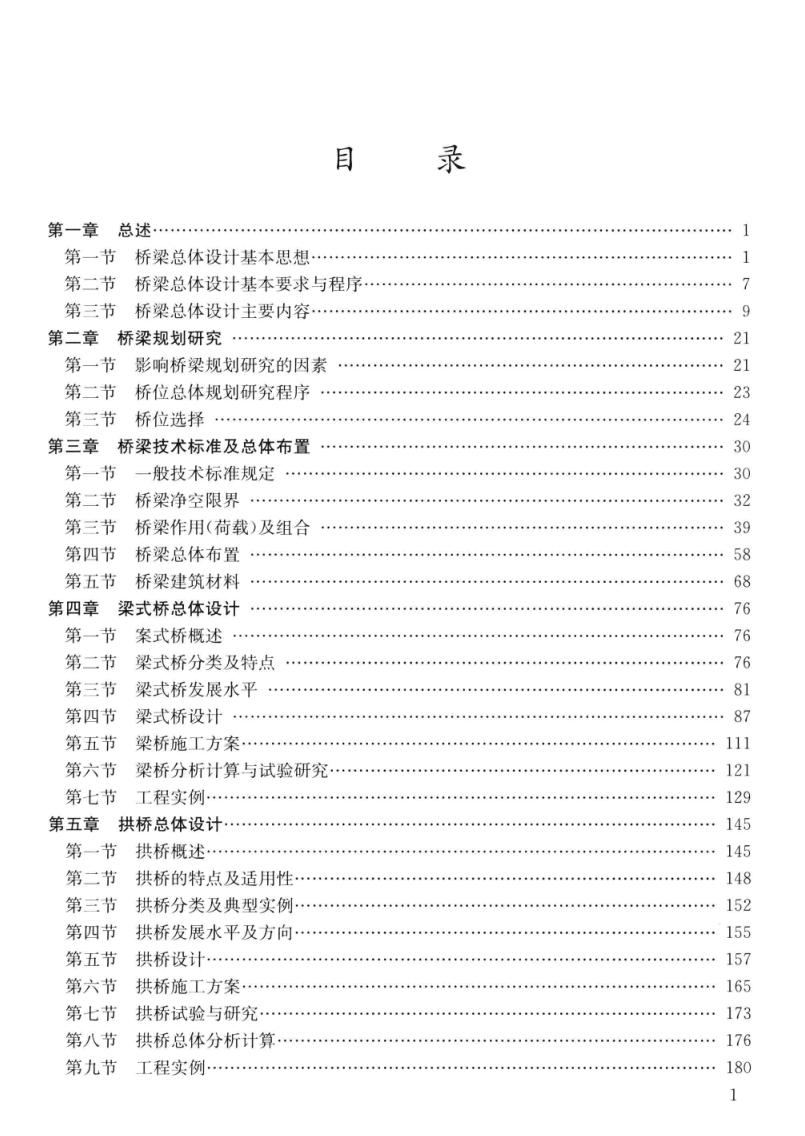 目 录
第一章 总述…………………………………………………………………………………… 1
第一节 桥梁总体设计基本思想……………………………………………………………… 1
第二节 桥梁总体设计基本要求与程序……………………………………………………… 7
第三节 桥梁总体设计主要内容……………………………………………………………… 9
第二章 桥梁规划研究 ………………………………………………………………………… 21
第一节 影响桥梁规划研究的因素 ………………………………………………………… 21
第二节 桥位总体规划研究程序 …………………………………………………………… 23
第三节 桥位选择 …………………………………………………………………………… 24
第三章 桥梁技术标准及总体布置 …………………………………………………………… 30
第一节 一般技术标准规定 ………………………………………………………………… 30
第二节 桥梁净空限界 ……………………………………………………………………… 32
第三节 桥梁作用(荷载)及组合 …………………………………………………………… 39
第四节 桥梁总体布置 ……………………………………………………………………… 58
第五节 桥梁建筑材料 ……………………………………………………………………… 68
第四章 梁式桥总体设计 ……………………………………………………………………… 76
第一节 案式桥概述 ………………………………………………………………………… 76
第二节 梁式桥分类及特点 ………………………………………………………………… 76
第三节 梁式桥发展水平 …………………………………………………………………… 81
第四节 梁式桥设计 ………………………………………………………………………… 87
第五节 梁桥施工方案……………………………………………………………………… 111
第六节 梁桥分析计算与试验研究………………………………………………………… 121
第七节 工程实例…………………………………………………………………………… 129
第五章 拱桥总体设计………………………………………………………………………… 145
第一节 拱桥概述…………………………………………………………………………… 145
第二节 拱桥的特点及适用性……………………………………………………………… 148
第三节 拱桥分类及典型实例……………………………………………………………… 152
第四节 拱桥发展水平及方向……………………………………………………………… 155
第五节 拱桥设计…………………………………………………………………………… 157
第六节 拱桥施工方案……………………………………………………………………… 165
第七节 拱桥试验与研究…………………………………………………………………… 173
第八节 拱桥总体分析计算………………………………………………………………… 176
第九节 工程实例…………………………………………………………………………… 180
1